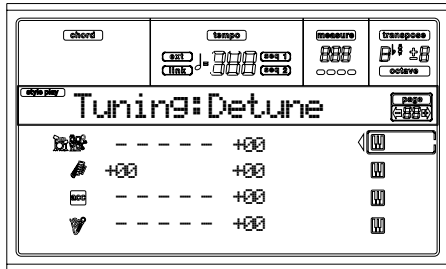 chord
tempo
measure
transpose
ext
link
♩=
seq 1
seq 2
octave
style play
Tuning:Detune
page
- - - - - +00
+00 +00
acc - - - - - +00
- - - - - +00